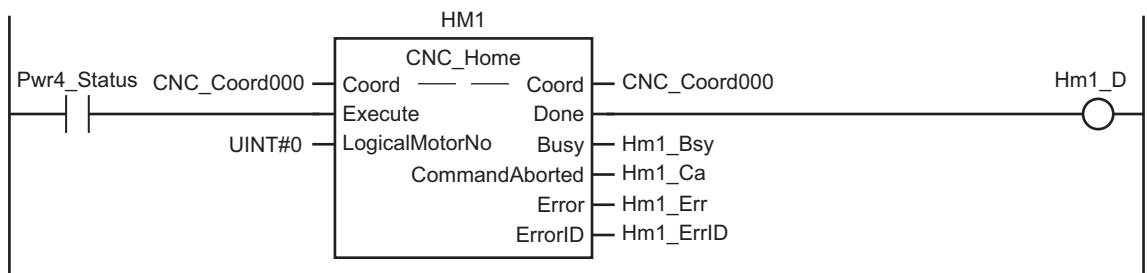 HM1
CNC_Home
Pwr4_Status CNC_Coord000 Coord Coord CNC_Coord000 Hm1_D
Execute Done
UINT#0 LogicalMotorNo Busy Hm1_Bsy
CommandAborted Hm1_Ca
Error Hm1_Err
ErrorID Hm1_ErrID